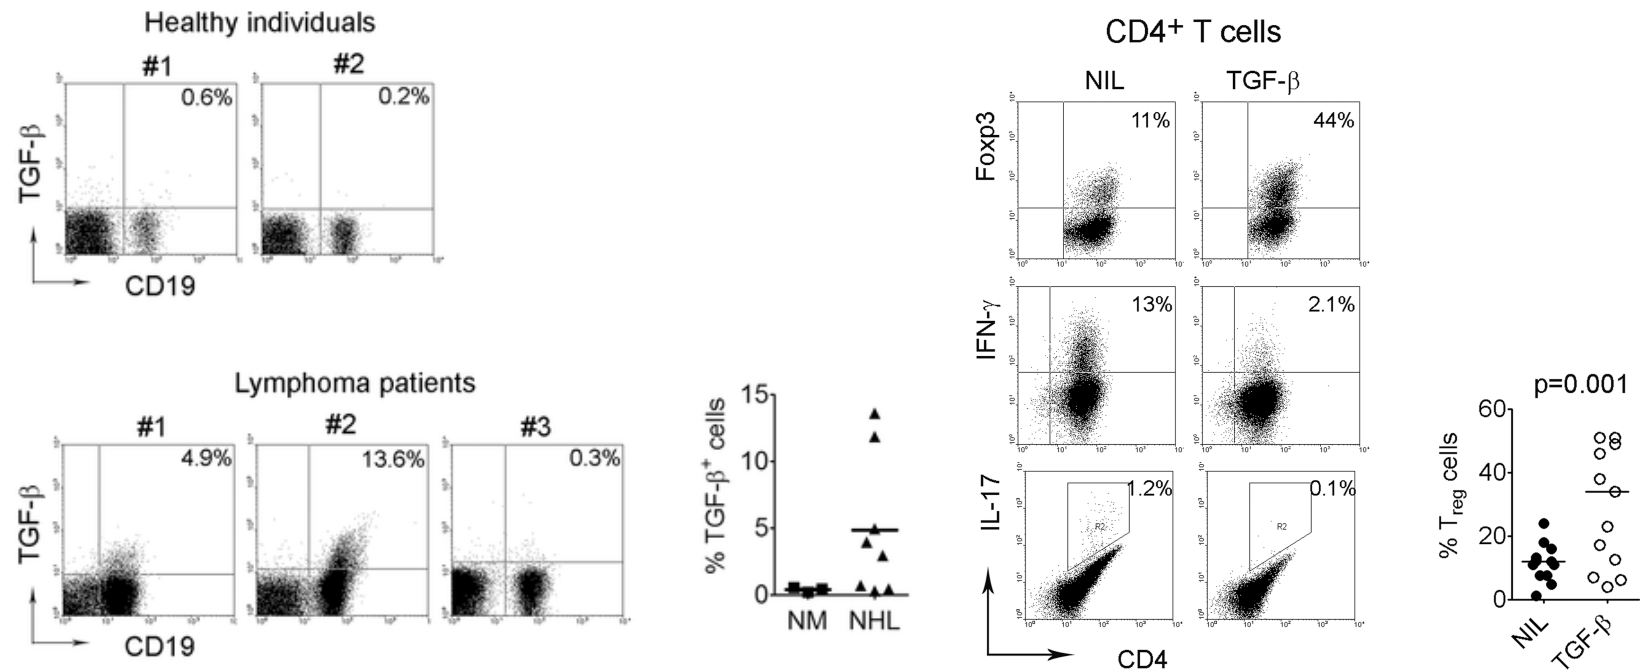 Healthy individuals
#1 #2
0.6% 0.2%
TGF-β
CD19
Lymphoma patients
#1 #2 #3
4.9% 13.6% 0.3%
TGF-β
CD19
% TGF-β+ cells
15
10
5
0
NM NHL
CD4+ T cells
NIL TGF-β
Foxp3
11% 44%
IFN-γ
13% 2.1%
IL-17
1.2% 0.1%
R2 R2
CD4
p=0.001
% Treg cells
60
40
20
0
NIL TGF-β